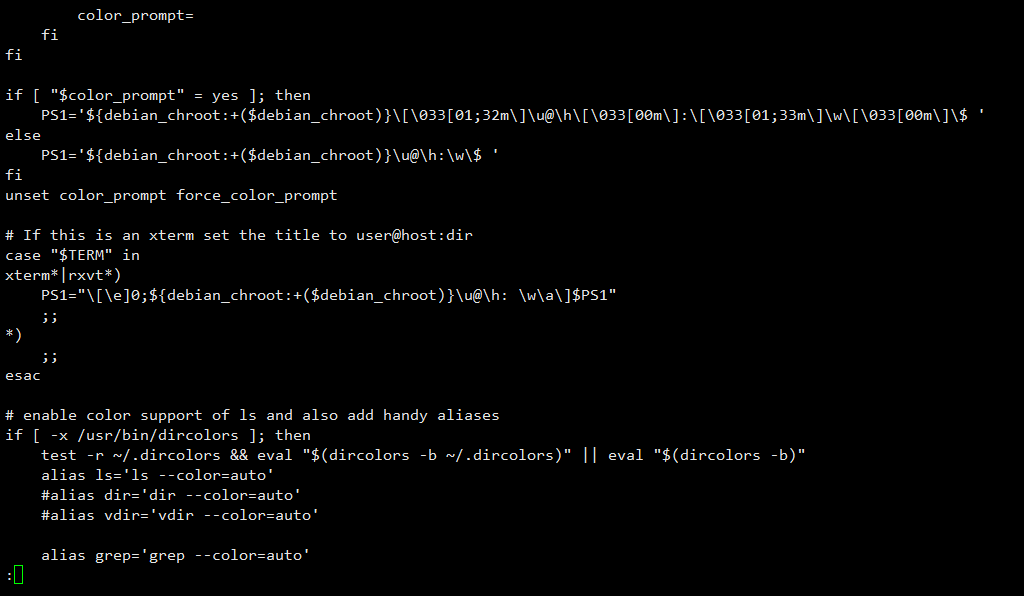 color_prompt=
    fi
fi

if [ "$color_prompt" = yes ]; then
    PS1='${debian_chroot:+($debian_chroot)}\[\033[01;32m\]\u@\h\[\033[00m\]:\[\033[01;33m\]\w\[\033[00m\]\$ '
else
    PS1='${debian_chroot:+($debian_chroot)}\u@\h:\w\$ '
fi
unset color_prompt force_color_prompt

# If this is an xterm set the title to user@host:dir
case "$TERM" in
xterm*|rxvt*)
    PS1="\[\e]0;${debian_chroot:+($debian_chroot)}\u@\h: \w\a\]$PS1"
    ;;
*)
    ;;
esac

# enable color support of ls and also add handy aliases
if [ -x /usr/bin/dircolors ]; then
    test -r ~/.dircolors && eval "$(dircolors -b ~/.dircolors)" || eval "$(dircolors -b)"
    alias ls='ls --color=auto'
    #alias dir='dir --color=auto'
    #alias vdir='vdir --color=auto'

    alias grep='grep --color=auto'
: